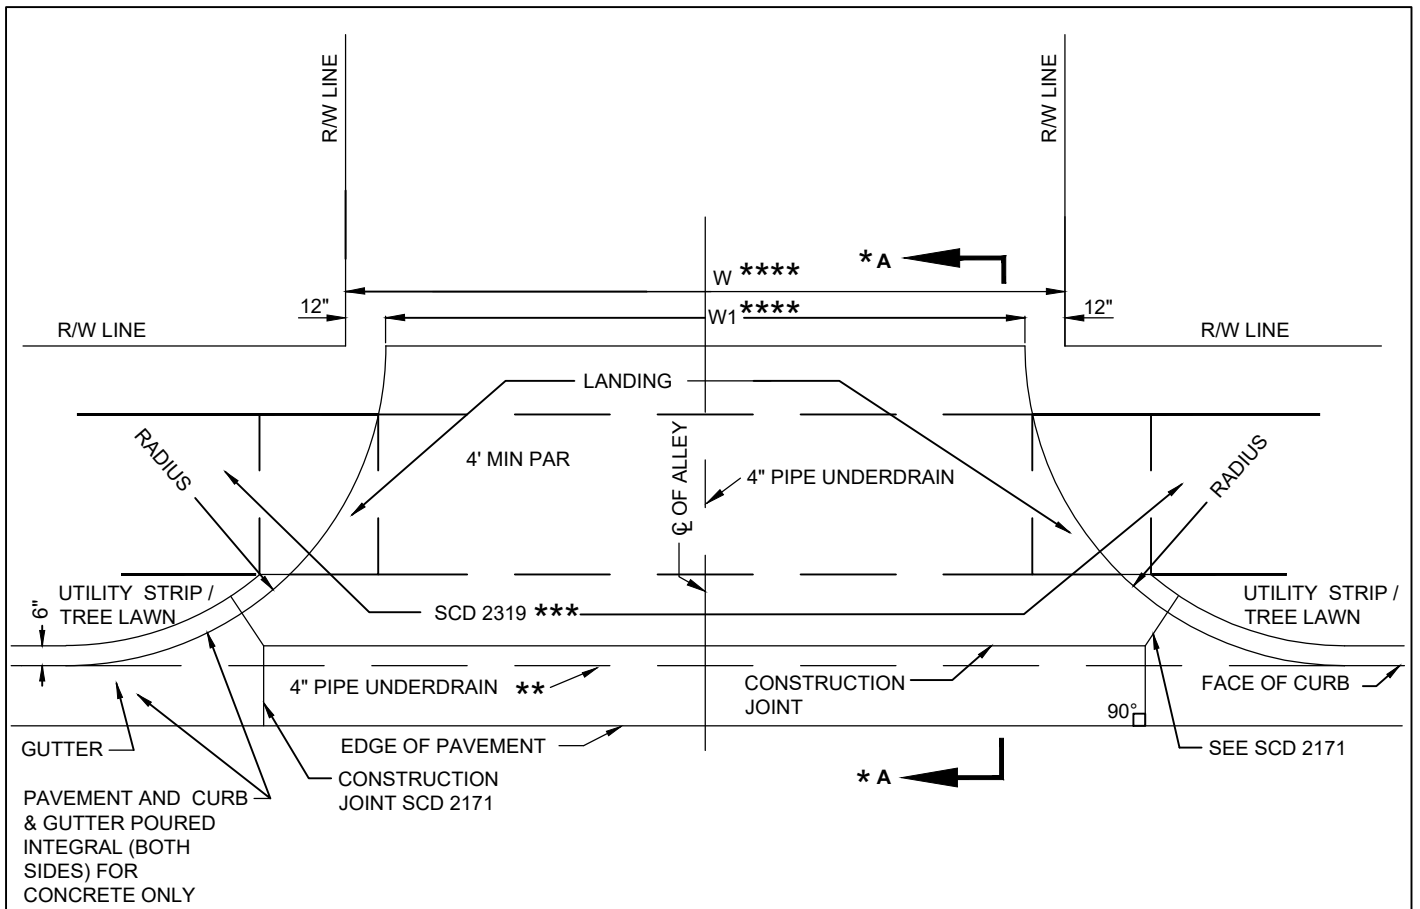 R/W LINE
R/W LINE
* A
W ****
12"
12"
W1 ****
R/W LINE
R/W LINE
LANDING
RADIUS
4' MIN PAR
℄ OF ALLEY
4" PIPE UNDERDRAIN
RADIUS
UTILITY STRIP /
TREE LAWN
6"
SCD 2319 ***
UTILITY STRIP /
TREE LAWN
4" PIPE UNDERDRAIN **
CONSTRUCTION
JOINT
FACE OF CURB
90°
GUTTER
EDGE OF PAVEMENT
SEE SCD 2171
CONSTRUCTION
JOINT SCD 2171
* A
PAVEMENT AND CURB
& GUTTER POURED
INTEGRAL (BOTH
SIDES) FOR
CONCRETE ONLY